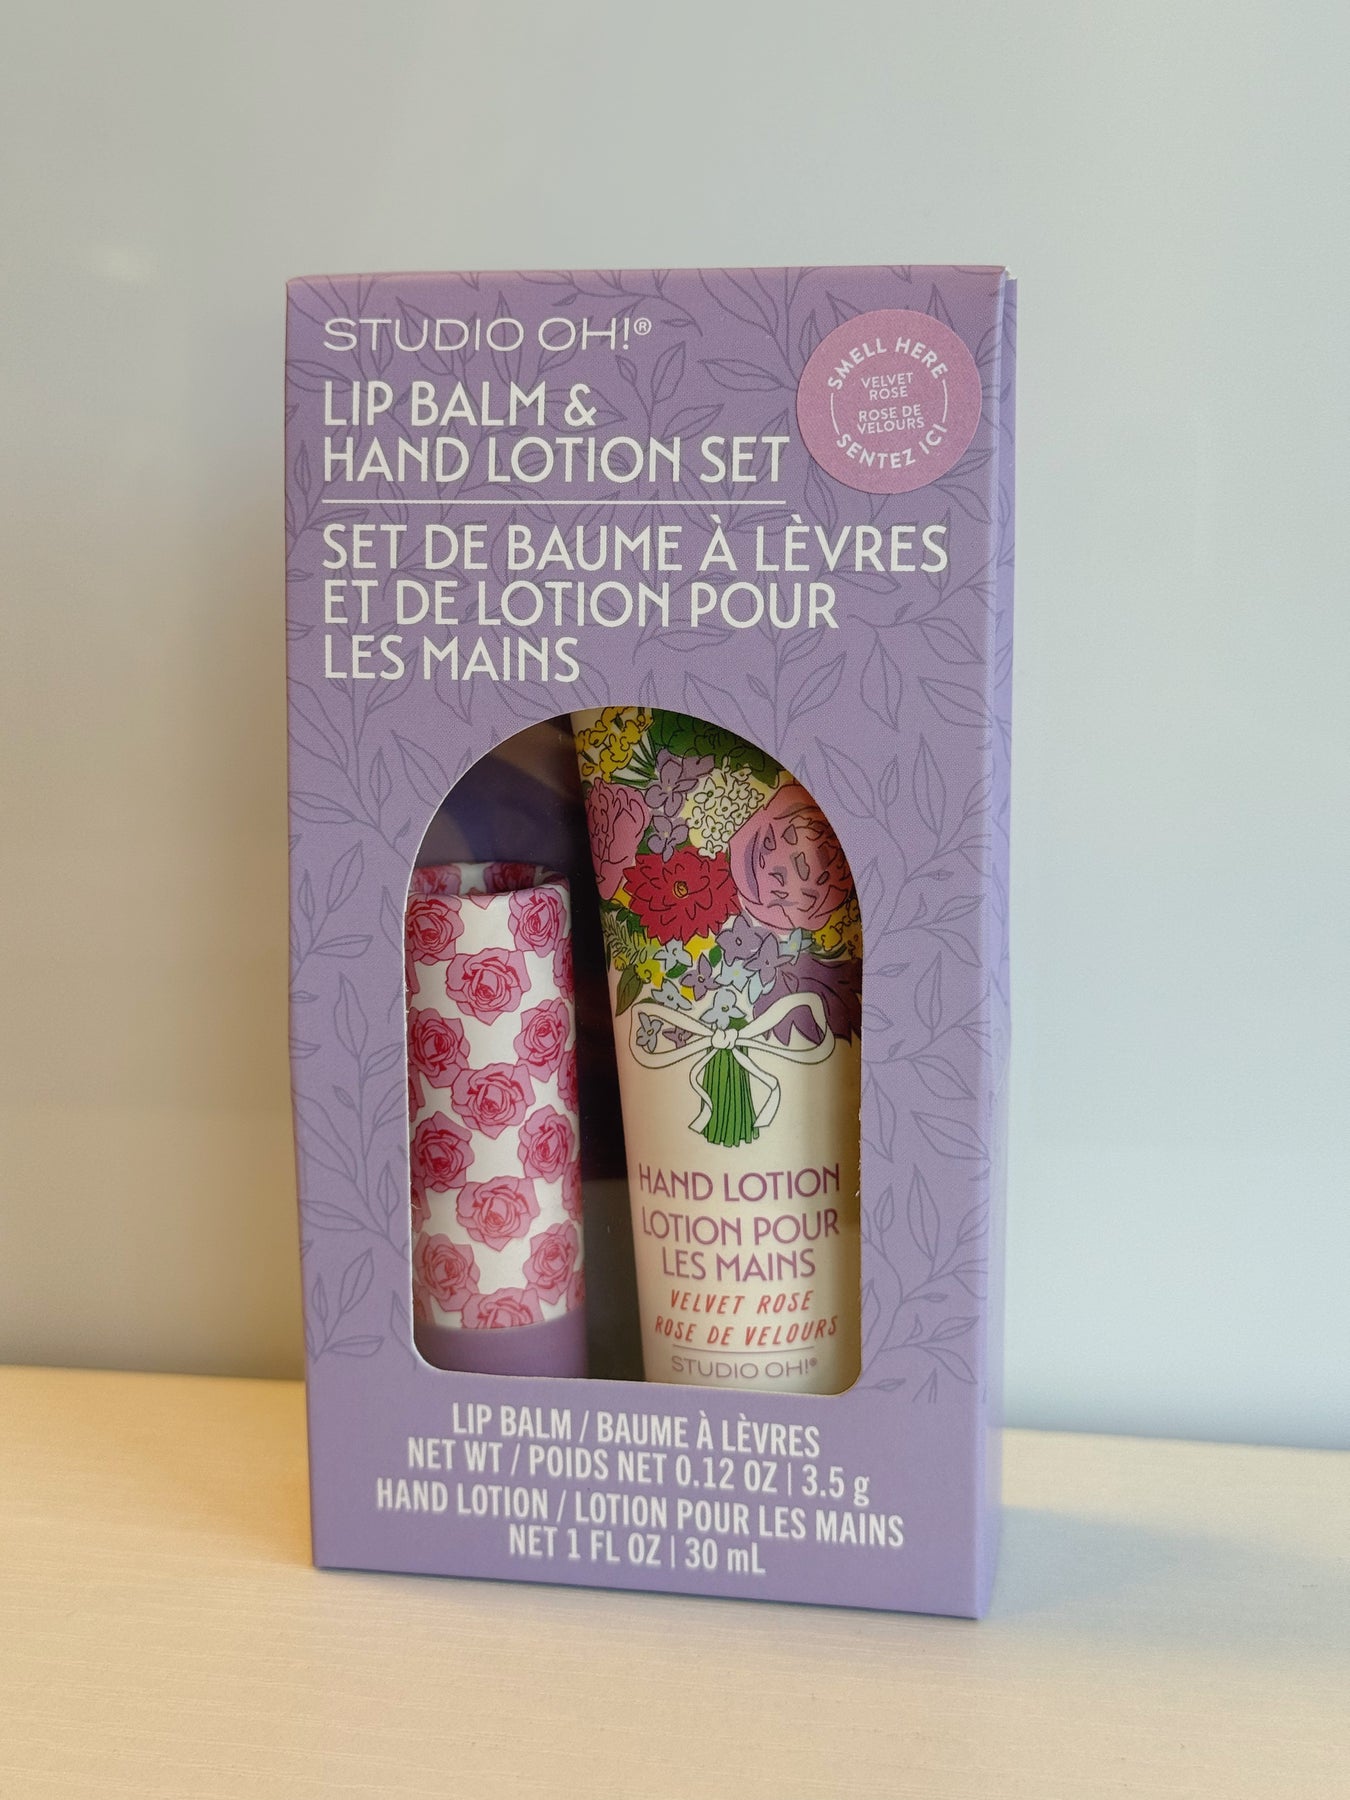 STUDIO OH!®
LIP BALM &
HAND LOTION SET
SET DE BAUME À LÈVRES
ET DE LOTION POUR
LES MAINS
SMELL HERE
VELVET
ROSE
ROSE DE
VELOURS
SENTEZ ICI
HAND LOTION
LOTION POUR
LES MAINS
VELVET ROSE
ROSE DE VELOURS
STUDIO OH!®
LIP BALM / BAUME À LÈVRES
NET WT / POIDS NET 0.12 OZ | 3.5 g
HAND LOTION / LOTION POUR LES MAINS
NET 1 FL OZ | 30 mL